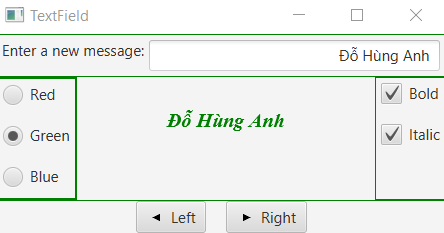 TextField
Enter a new message: Đỗ Hùng Anh
Red
Green
Blue
Đỗ Hùng Anh
Bold
Italic
Left
Right